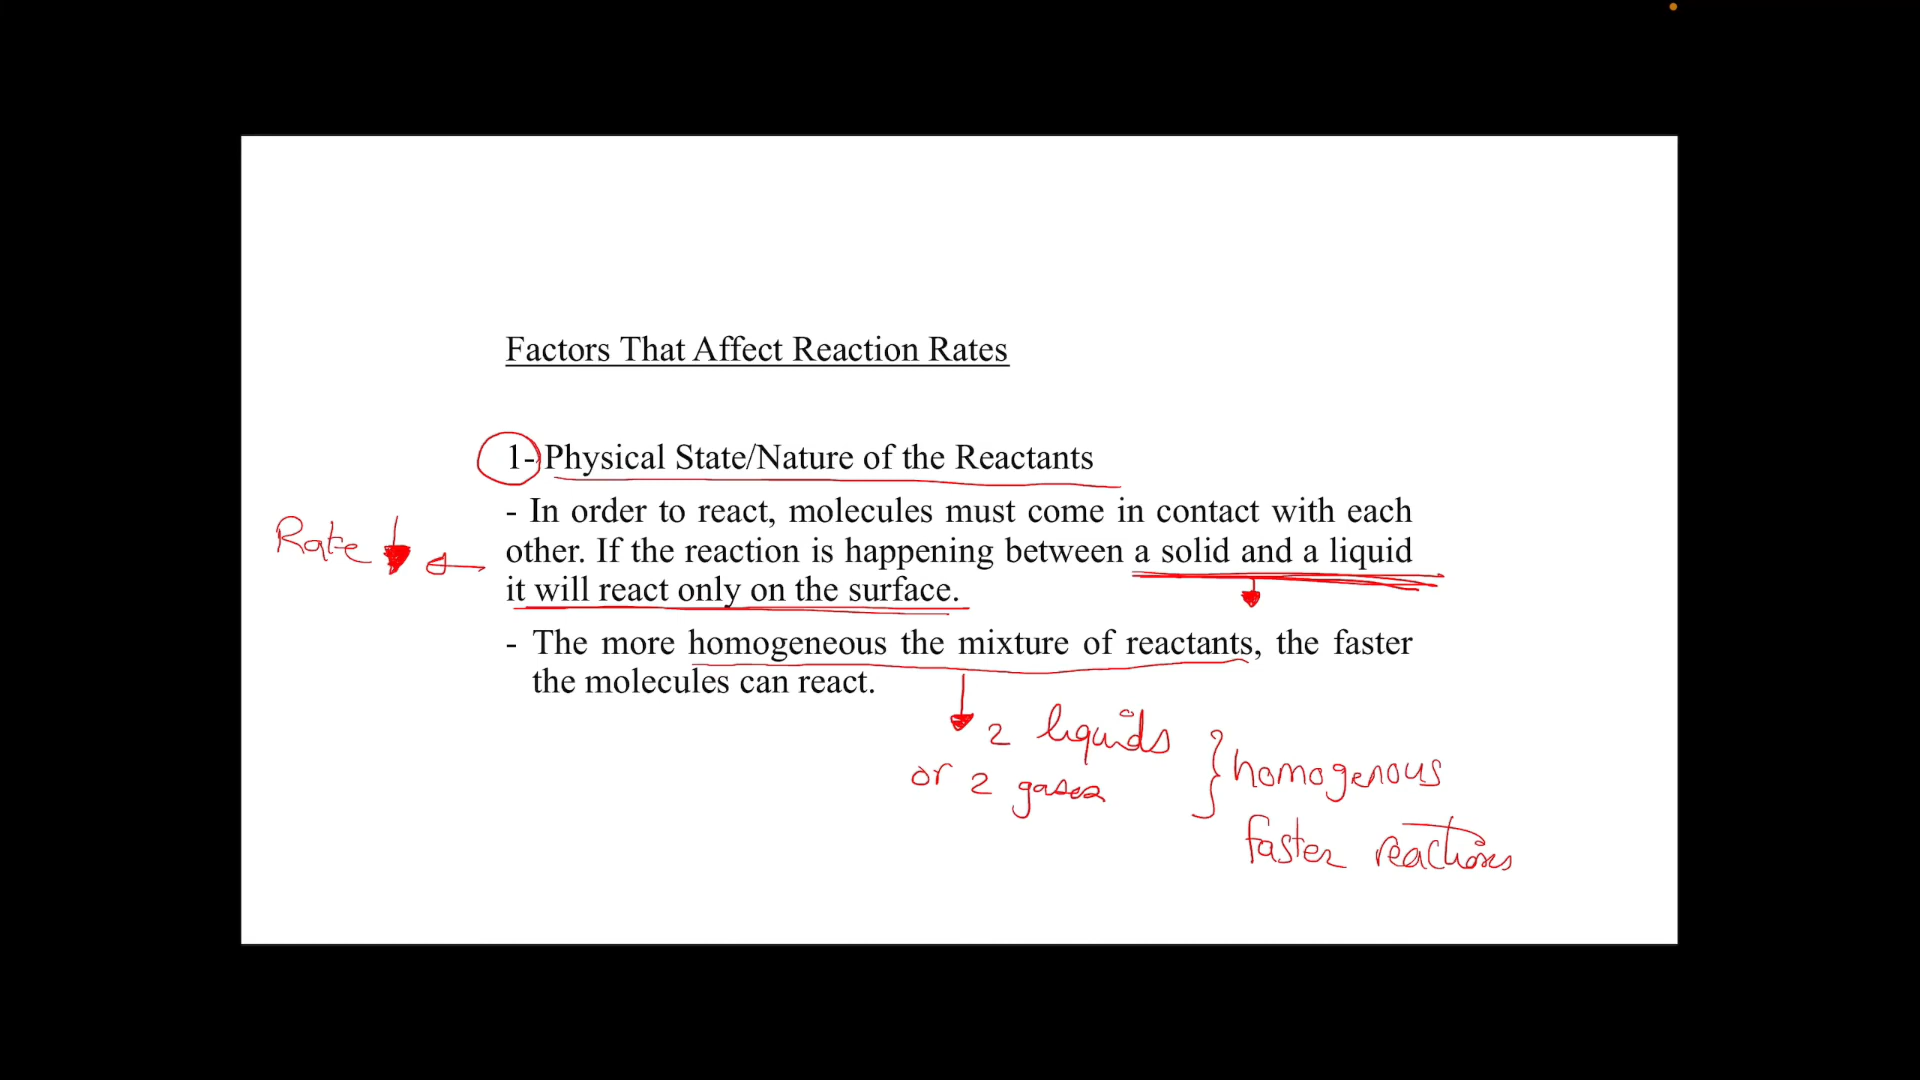 Factors That Affect Reaction Rates
1- Physical State/Nature of the Reactants
- In order to react, molecules must come in contact with each
other. If the reaction is happening between a solid and a liquid
it will react only on the surface.
Rate
- The more homogeneous the mixture of reactants, the faster
the molecules can react.
2 liquids
or 2 gases
homogenous
faster reactions